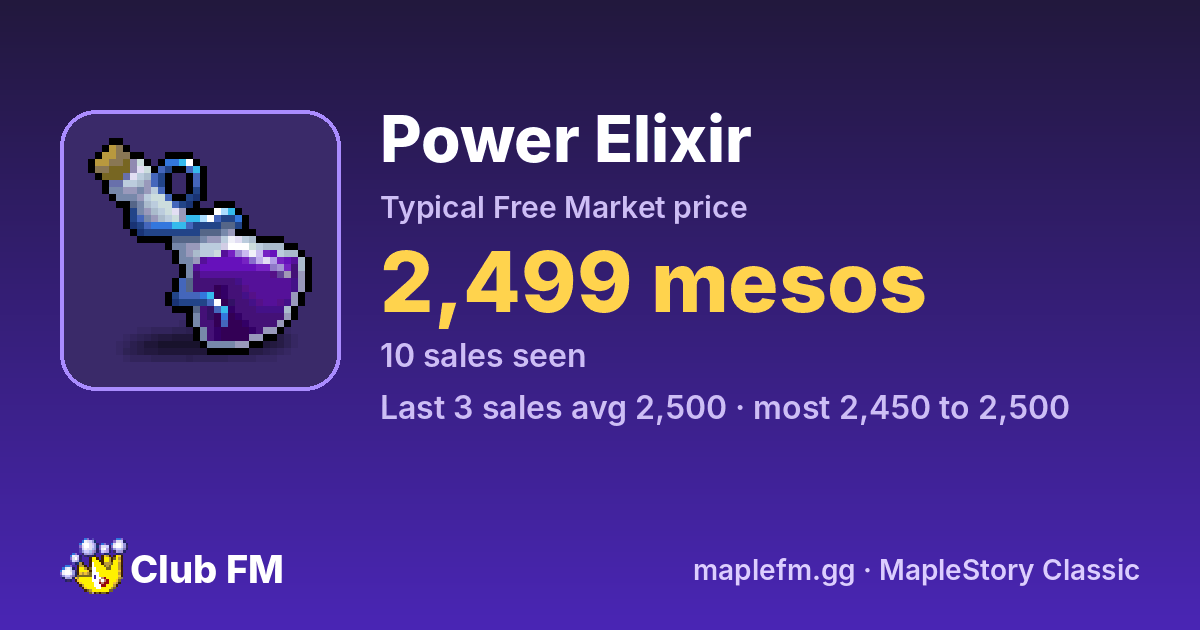 Power Elixir
Typical Free Market price
2,499 mesos
10 sales seen
Last 3 sales avg 2,500 · most 2,450 to 2,500
Club FM
maplefm.gg · MapleStory Classic